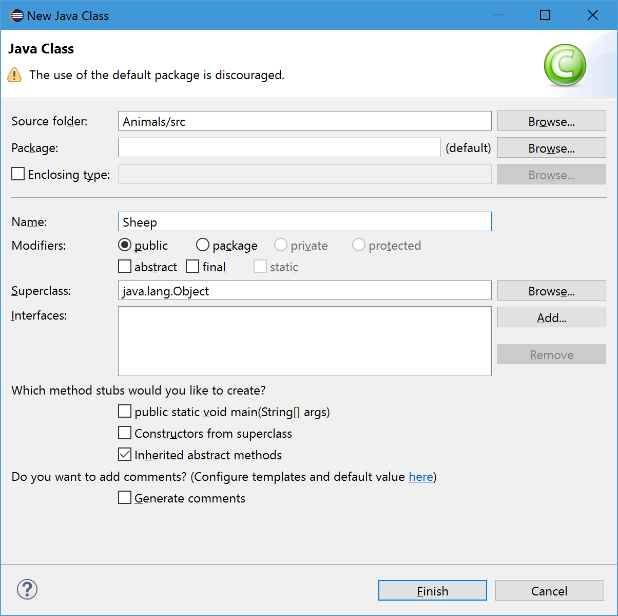 New Java Class
Java Class
The use of the default package is discouraged.
Source folder: Animals/src Browse...
Package: (default) Browse...
Enclosing type: Browse...
Name: Sheep
Modifiers: public package private protected
abstract final static
Superclass: java.lang.Object Browse...
Interfaces: Add...
Remove
Which method stubs would you like to create?
public static void main(String[] args)
Constructors from superclass
Inherited abstract methods
Do you want to add comments? (Configure templates and default value here)
Generate comments
Finish Cancel